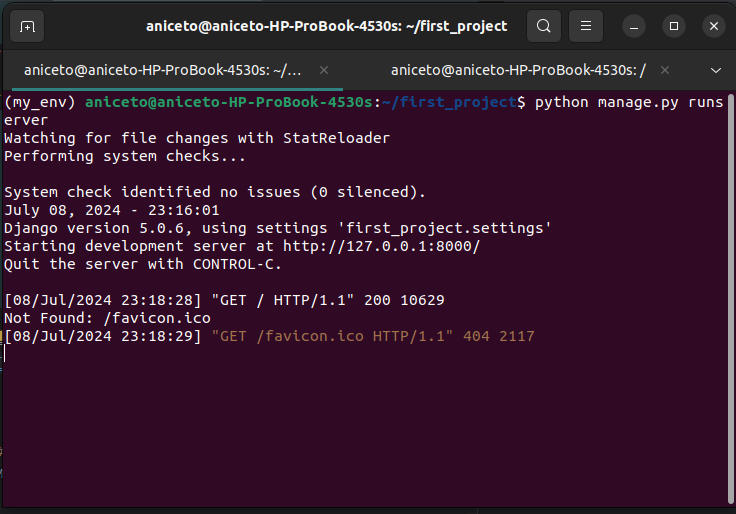 aniceto@aniceto-HP-ProBook-4530s: ~/first_project
aniceto@aniceto-HP-ProBook-4530s: ~/…
aniceto@aniceto-HP-ProBook-4530s: /
(my_env) aniceto@aniceto-HP-ProBook-4530s:~/first_project$ python manage.py runs
erver
Watching for file changes with StatReloader
Performing system checks...
System check identified no issues (0 silenced).
July 08, 2024 - 23:16:01
Django version 5.0.6, using settings 'first_project.settings'
Starting development server at http://127.0.0.1:8000/
Quit the server with CONTROL-C.
[08/Jul/2024 23:18:28] "GET / HTTP/1.1" 200 10629
Not Found: /favicon.ico
[08/Jul/2024 23:18:29] "GET /favicon.ico HTTP/1.1" 404 2117